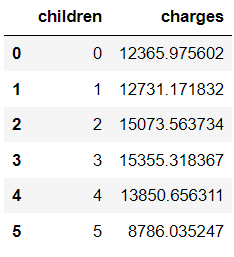 children charges
0 0 12365.975602
1 1 12731.171832
2 2 15073.563734
3 3 15355.318367
4 4 13850.656311
5 5 8786.035247